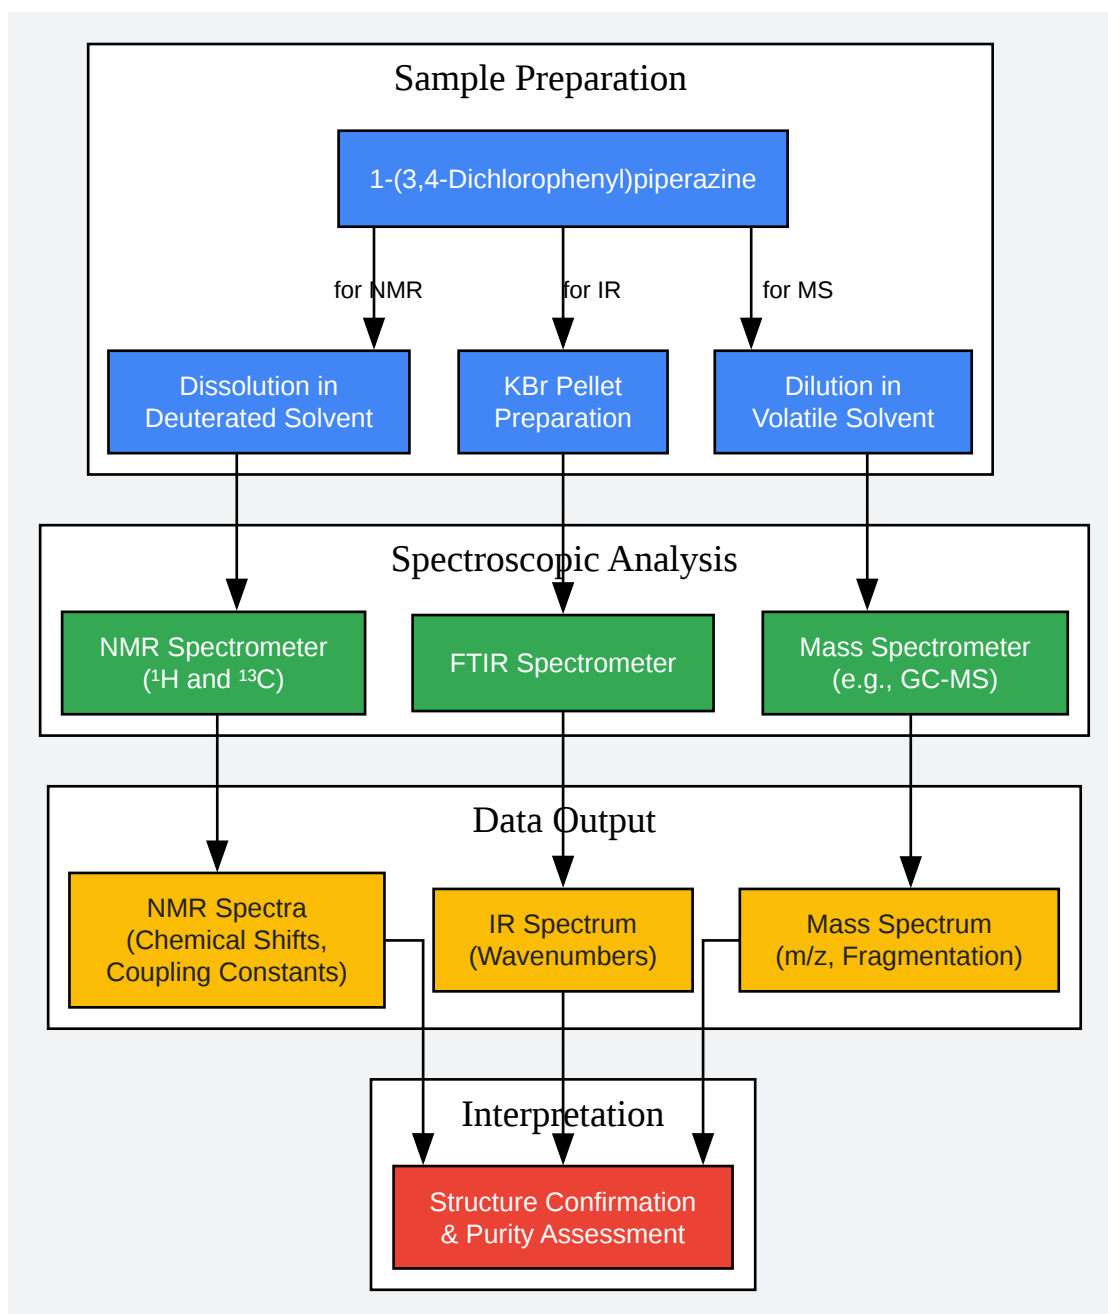 Sample Preparation
1-(3,4-Dichlorophenyl)piperazine
for NMR
for IR
for MS
Dissolution in
Deuterated Solvent
KBr Pellet
Preparation
Dilution in
Volatile Solvent
Spectroscopic Analysis
NMR Spectrometer
(¹H and ¹³C)
FTIR Spectrometer
Mass Spectrometer
(e.g., GC-MS)
Data Output
NMR Spectra
(Chemical Shifts,
Coupling Constants)
IR Spectrum
(Wavenumbers)
Mass Spectrum
(m/z, Fragmentation)
Interpretation
Structure Confirmation
& Purity Assessment